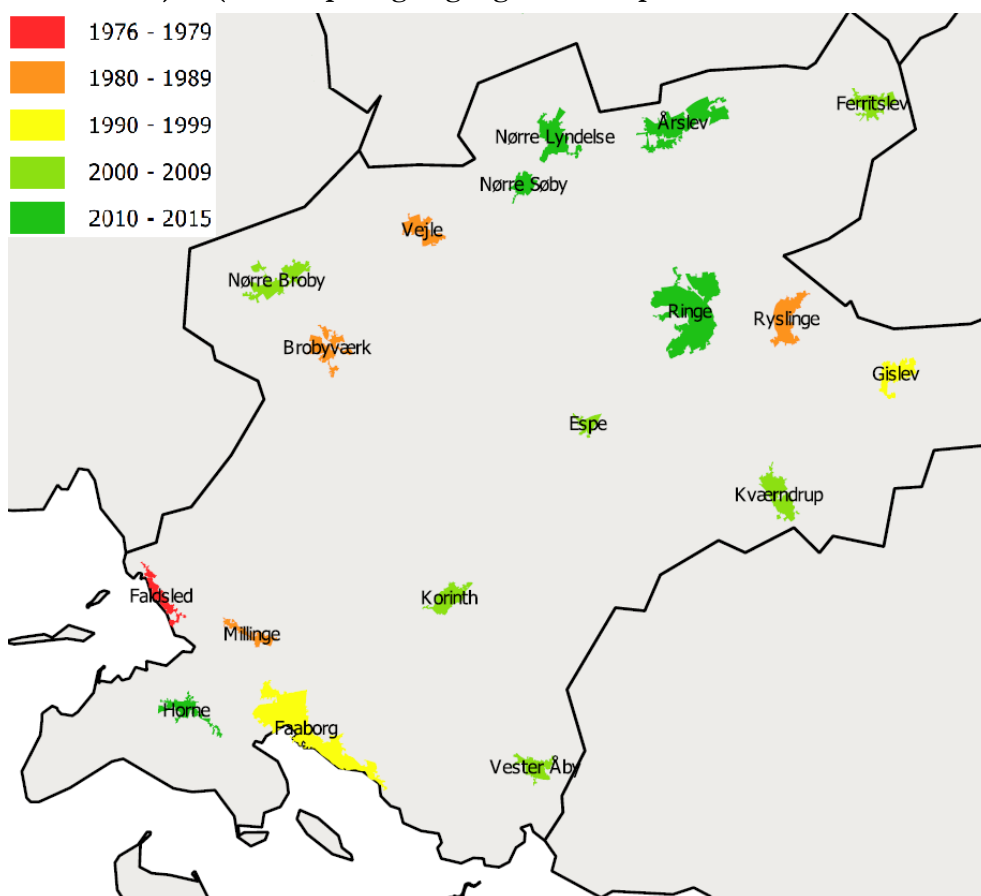 1976 - 1979
1980 - 1989
1990 - 1999
2000 - 2009
2010 - 2015
Ferritslev
Årslev
Nørre Lyndelse
Nørre Søby
Vejle
Nørre Broby
Ringe
Ryslinge
Brobyværk
Gislev
Espe
Kværndrup
Faldsled
Korinth
Millinge
Horne
Faaborg
Vester Åby